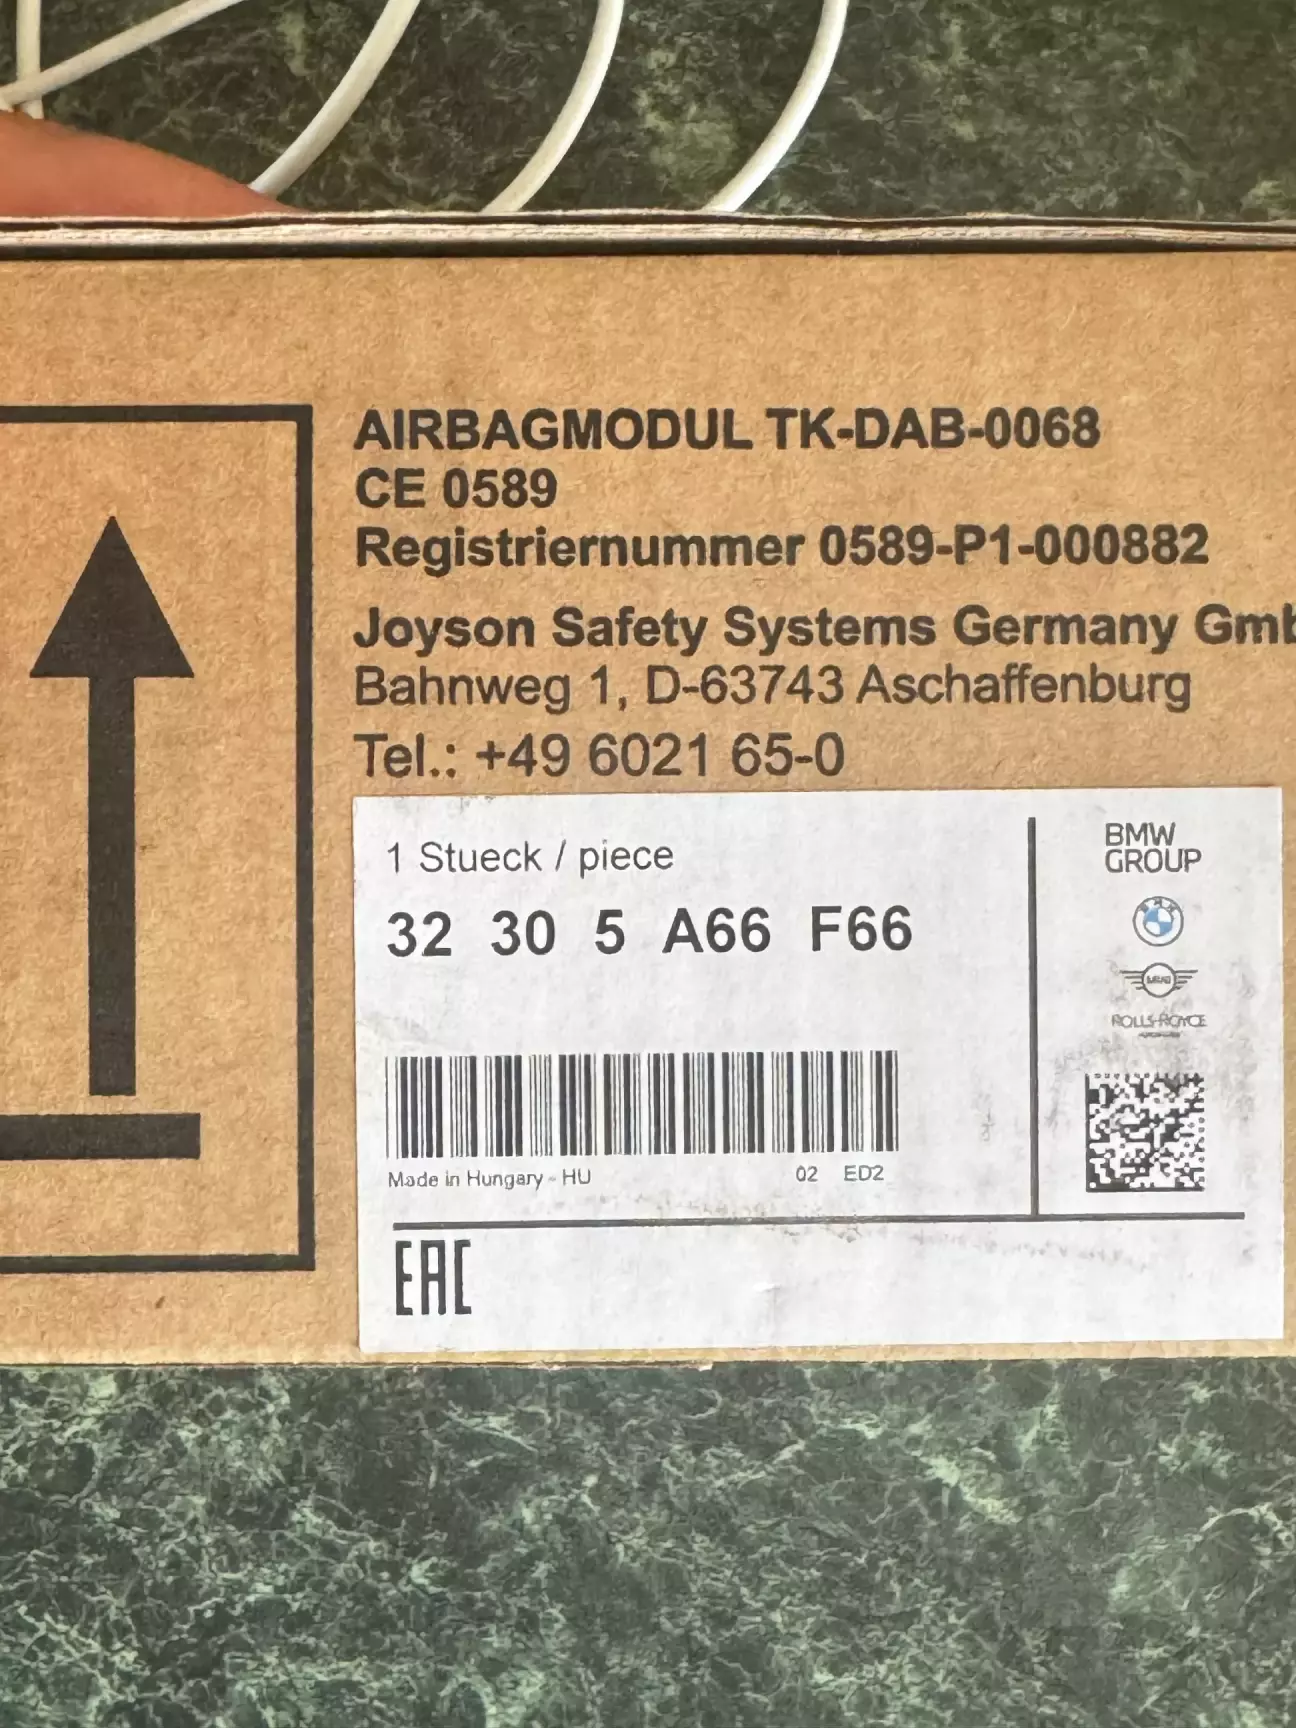 AIRBAGMODUL TK-DAB-0068
CE 0589
Registriernummer 0589-P1-000882
Joyson Safety Systems Germany Gmb
Bahnweg 1, D-63743 Aschaffenburg
Tel.: +49 6021 65-0
1 Stueck / piece
32 30 5 A66 F66
BMW
GROUP
MINI
ROLLS-ROYCE
Made in Hungary - HU
02 ED2
EAC